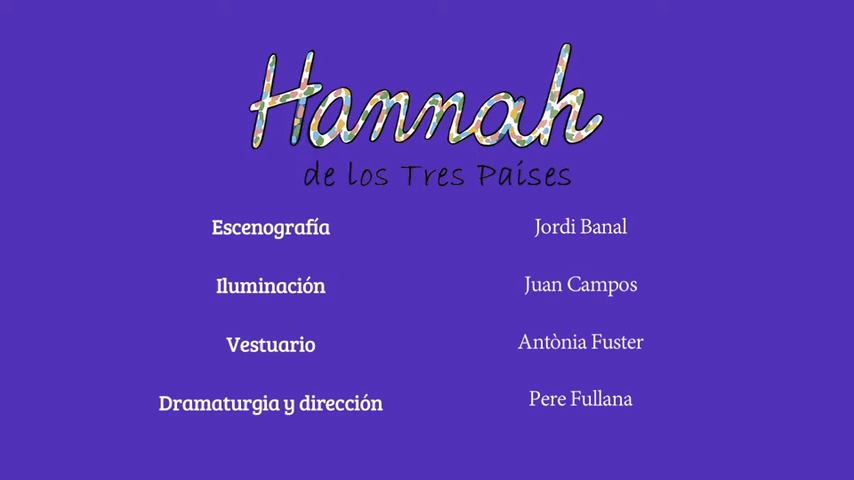 Hannah
de los Tres Países
Escenografía Jordi Banal
Iluminación Juan Campos
Vestuario Antònia Fuster
Dramaturgia y dirección Pere Fullana